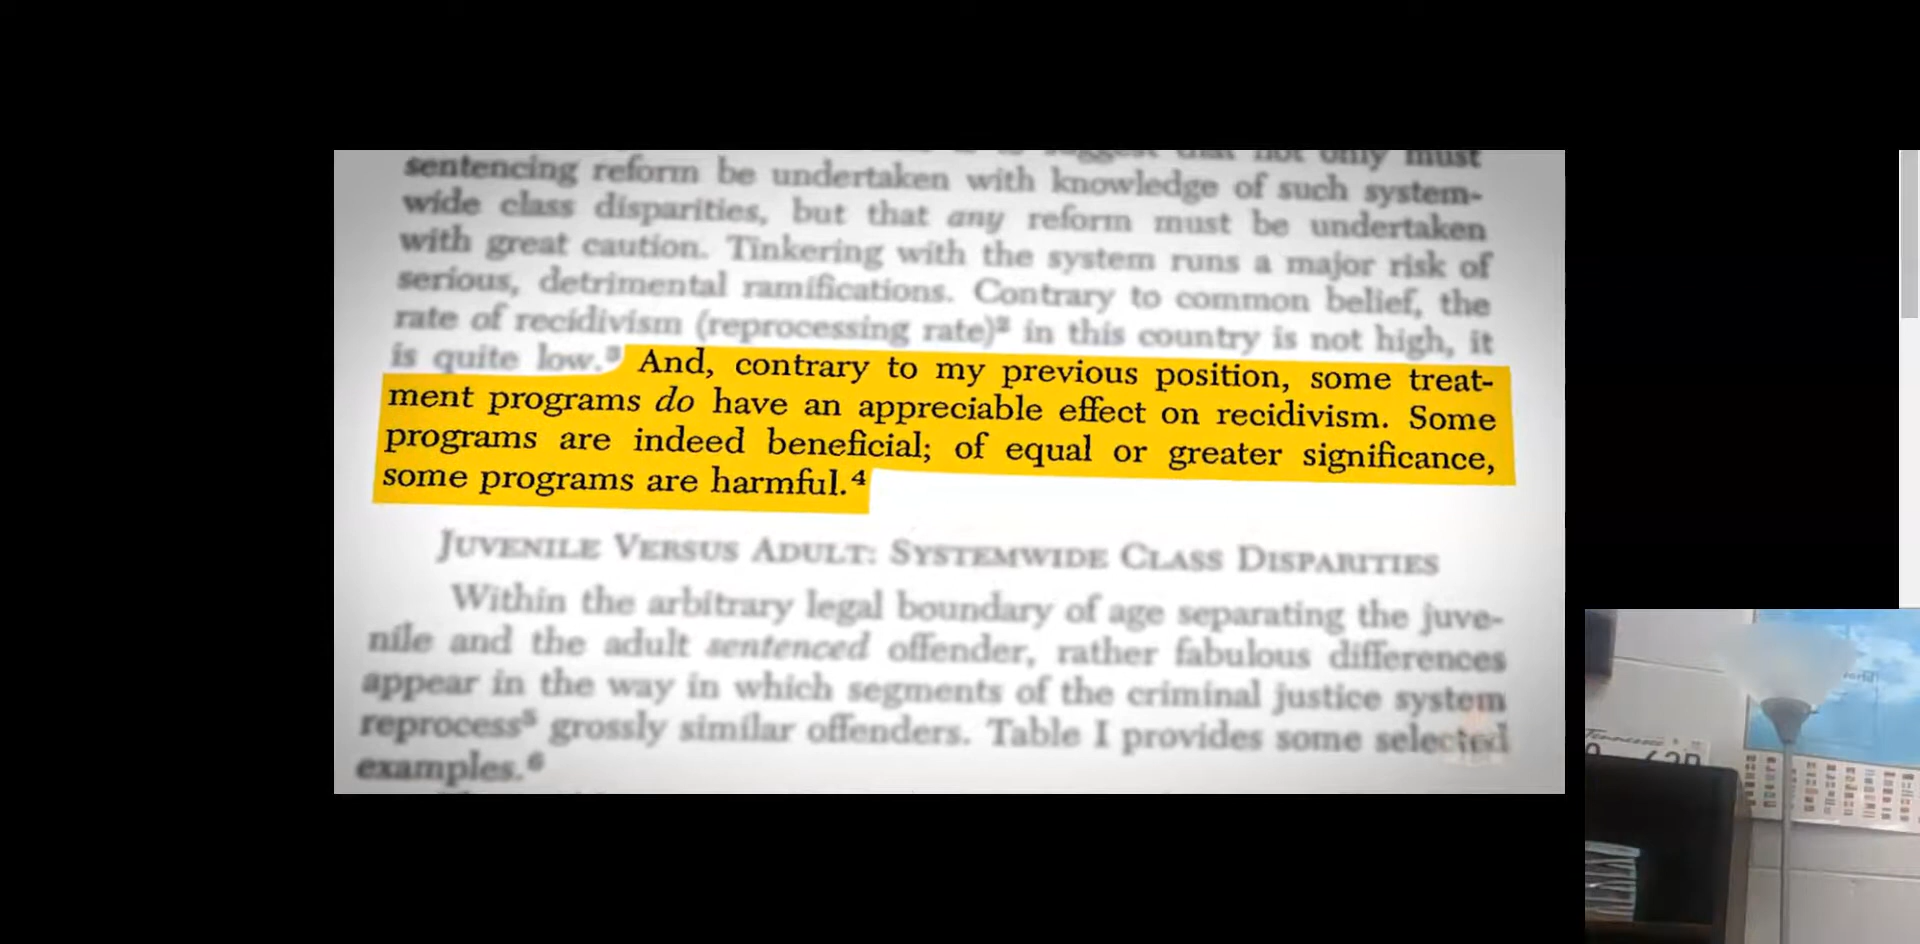 suggest that not only must
sentencing reform be undertaken with knowledge of such system-
wide class disparities, but that any reform must be undertaken
with great caution. Tinkering with the system runs a major risk of
serious, detrimental ramifications. Contrary to common belief, the
rate of recidivism (reprocessing rate)² in this country is not high, it
is quite low.³ And, contrary to my previous position, some treat-
ment programs do have an appreciable effect on recidivism. Some
programs are indeed beneficial; of equal or greater significance,
some programs are harmful.⁴
JUVENILE VERSUS ADULT: SYSTEMWIDE CLASS DISPARITIES
Within the arbitrary legal boundary of age separating the juve-
nile and the adult sentenced offender, rather fabulous differences
appear in the way in which segments of the criminal justice system
reprocess⁵ grossly similar offenders. Table I provides some selected
examples.⁶
Tennessee